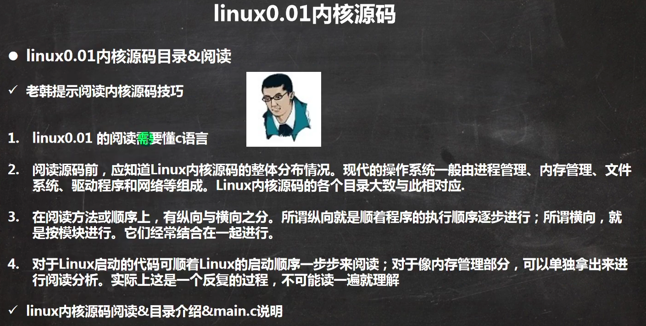 linux0.01内核源码
● linux0.01内核源码目录&阅读
✓ 老韩提示阅读内核源码技巧
1. linux0.01 的阅读需要懂c语言
2. 阅读源码前，应知道Linux内核源码的整体分布情况。现代的操作系统一般由进程管理、内存管理、文件
系统、驱动程序和网络等组成。Linux内核源码的各个目录大致与此相对应.
3. 在阅读方法或顺序上，有纵向与横向之分。所谓纵向就是顺着程序的执行顺序逐步进行；所谓横向，就
是按模块进行。它们经常结合在一起进行。
4. 对于Linux启动的代码可顺着Linux的启动顺序一步步来阅读；对于像内存管理部分，可以单独拿出来进
行阅读分析。实际上这是一个反复的过程，不可能读一遍就理解
✓ linux内核源码阅读&目录介绍&main.c说明